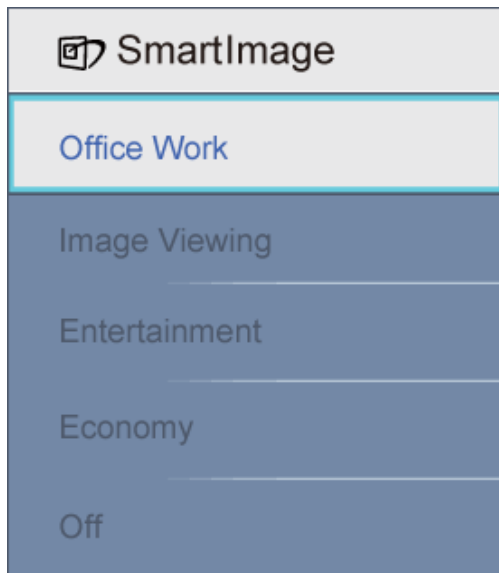 SmartImage
Office Work
Image Viewing
Entertainment
Economy
Off